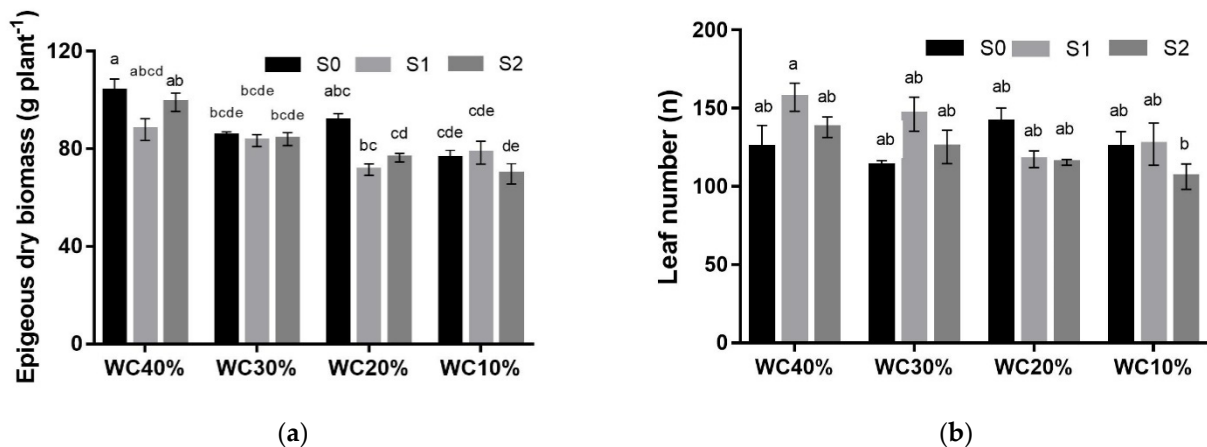 Epigeous dry biomass (g plant-1)
120
80
40
0
S0 S1 S2
a abcd ab
bcde bcde bcde
abc bc cd
cde cde de
WC40% WC30% WC20% WC10%
(a)
Leaf number (n)
200
150
100
50
0
S0 S1 S2
ab a ab
ab ab ab
ab ab ab
ab ab b
WC40% WC30% WC20% WC10%
(b)